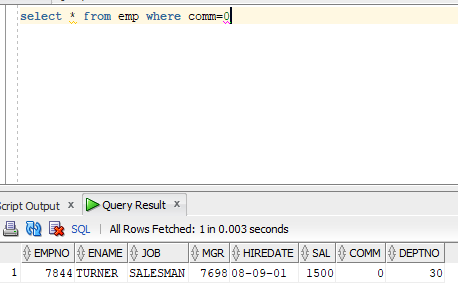 select * from emp where comm=0
Script Output x Query Result x
SQL | All Rows Fetched: 1 in 0.003 seconds
EMPNO ENAME JOB MGR HIREDATE SAL COMM DEPTNO
1 7844 TURNER SALESMAN 7698 08-09-01 1500 0 30